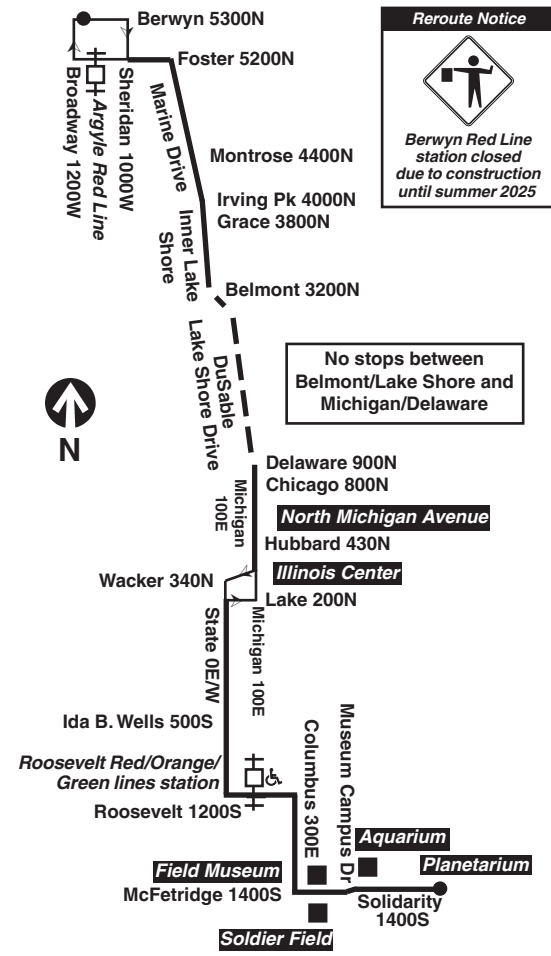 Berwyn 5300N
Foster 5200N
Broadway 1200W
Argyle Red Line
Sheridan 1000W
Marine Drive
Montrose 4400N
Irving Pk 4000N
Grace 3800N
Inner Lake
Shore
Belmont 3200N
Reroute Notice
Berwyn Red Line
station closed
due to construction
until summer 2025
DuSable
Lake Shore Drive
No stops between
Belmont/Lake Shore and
Michigan/Delaware
N
Delaware 900N
Chicago 800N
Michigan
100E
North Michigan Avenue
Hubbard 430N
Illinois Center
Wacker 340N
Lake 200N
State 0E/W
Michigan 100E
Ida B. Wells 500S
Roosevelt Red/Orange/
Green lines station
Roosevelt 1200S
Columbus 300E
Museum Campus Dr
Aquarium
Planetarium
Field Museum
McFetridge 1400S
Solidarity
1400S
Soldier Field